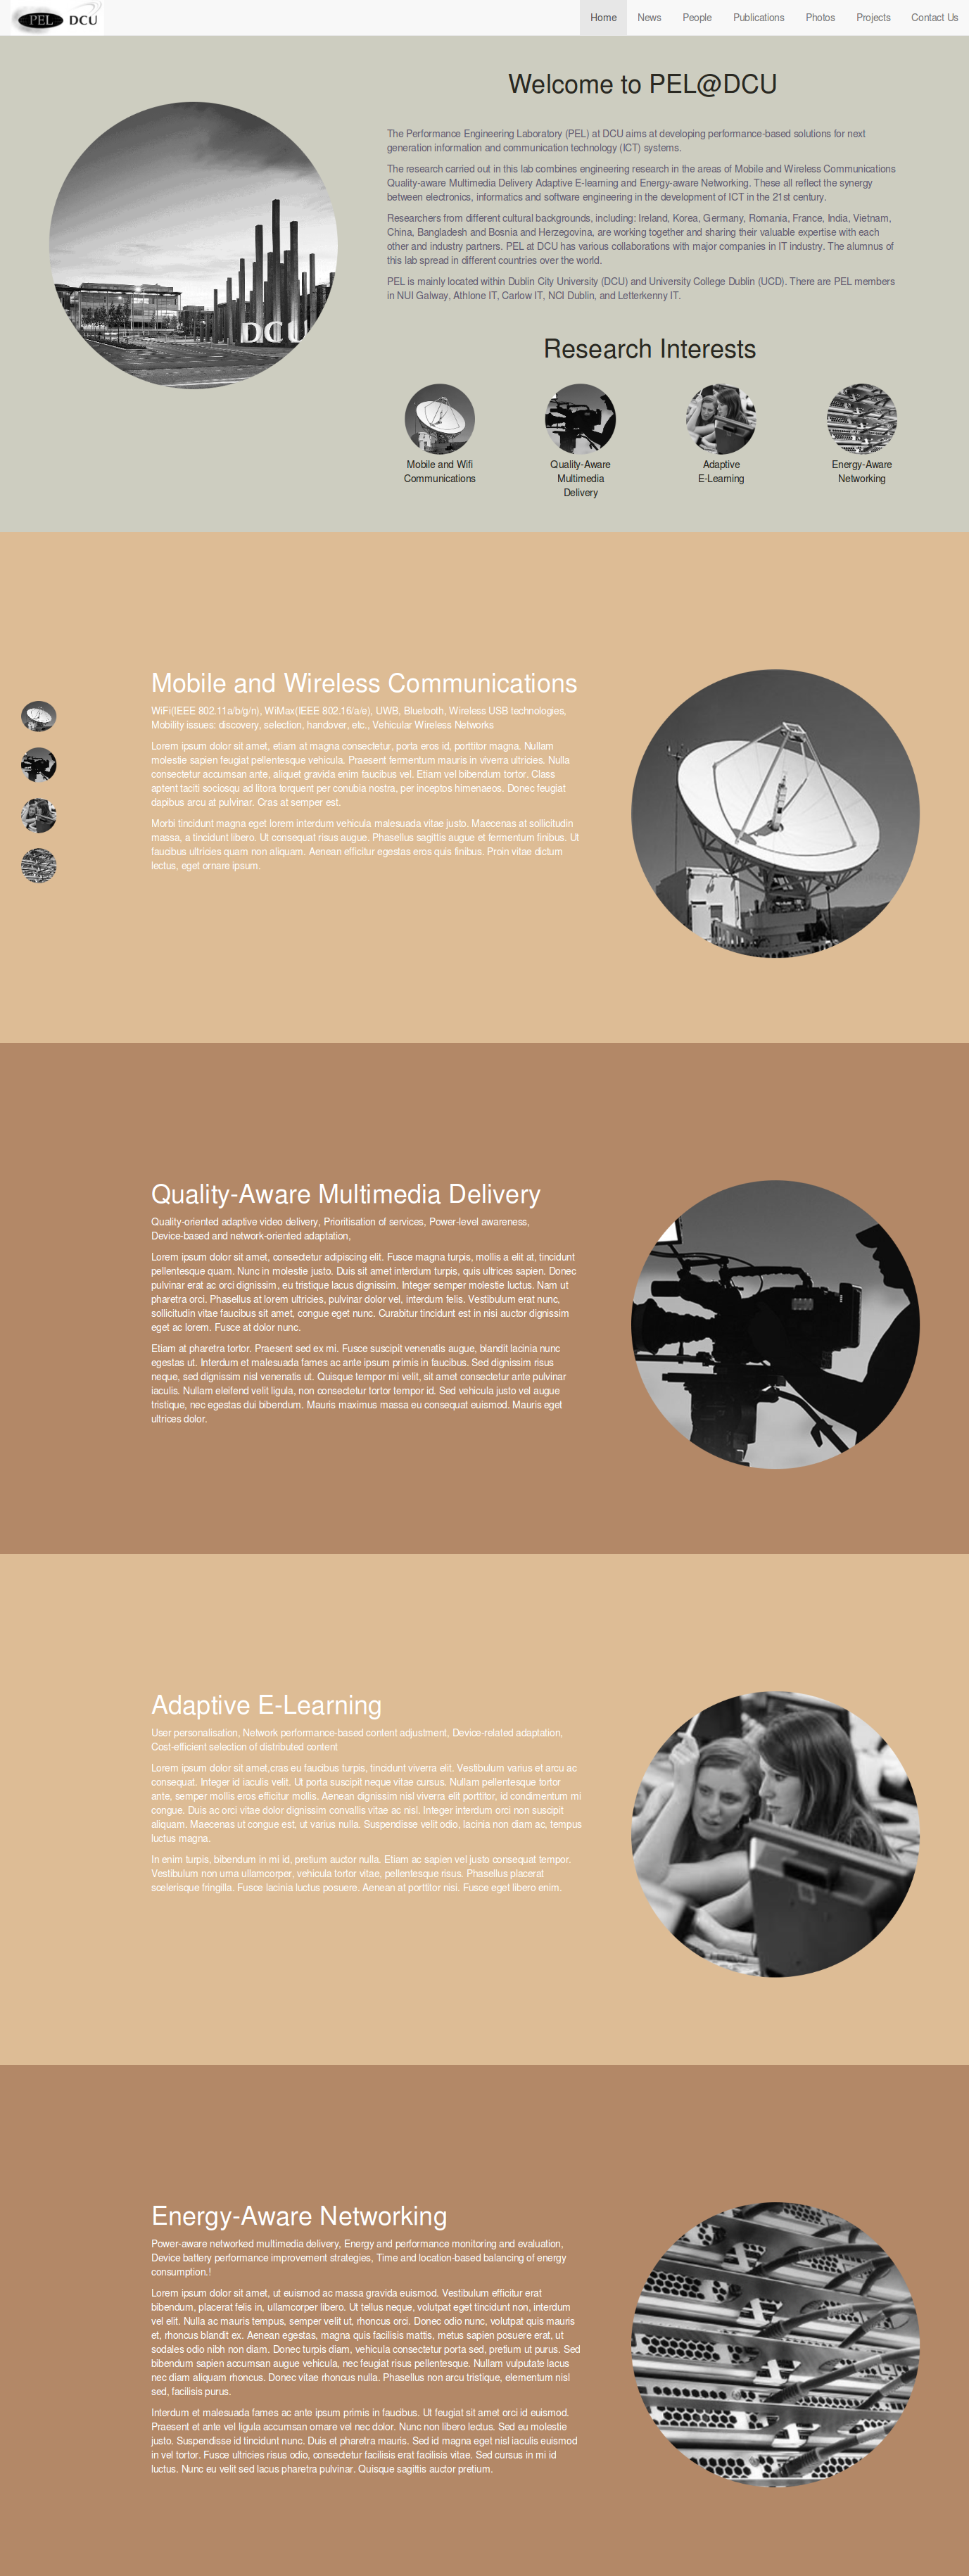 PEL DCU
Home News People Publications Photos Projects Contact Us
Welcome to PEL@DCU
The Performance Engineering Laboratory (PEL) at DCU aims at developing performance-based solutions for next
generation information and communication technology (ICT) systems.
The research carried out in this lab combines engineering research in the areas of Mobile and Wireless Communications
Quality-aware Multimedia Delivery Adaptive E-learning and Energy-aware Networking. These all reflect the synergy
between electronics, informatics and software engineering in the development of ICT in the 21st century.
Researchers from different cultural backgrounds, including: Ireland, Korea, Germany, Romania, France, India, Vietnam,
China, Bangladesh and Bosnia and Herzegovina, are working together and sharing their valuable expertise with each
other and industry partners. PEL at DCU has various collaborations with major companies in IT industry. The alumnus of
this lab spread in different countries over the world.
PEL is mainly located within Dublin City University (DCU) and University College Dublin (UCD). There are PEL members
in NUI Galway, Athlone IT, Carlow IT, NCI Dublin, and Letterkenny IT.
DCU
Research Interests
Mobile and Wifi
Communications
Quality-Aware
Multimedia
Delivery
Adaptive
E-Learning
Energy-Aware
Networking
Mobile and Wireless Communications
WiFi(IEEE 802.11a/b/g/n), WiMax(IEEE 802.16/a/e), UWB, Bluetooth, Wireless USB technologies,
Mobility issues: discovery, selection, handover, etc., Vehicular Wireless Networks
Lorem ipsum dolor sit amet, etiam at magna consectetur, porta eros id, porttitor magna. Nullam
molestie sapien feugiat pellentesque vehicula. Praesent fermentum mauris in viverra ultricies. Nulla
consectetur accumsan ante, aliquet gravida enim faucibus vel. Etiam vel bibendum tortor. Class
aptent taciti sociosqu ad litora torquent per conubia nostra, per inceptos himenaeos. Donec feugiat
dapibus arcu at pulvinar. Cras at semper est.
Morbi tincidunt magna eget lorem interdum vehicula malesuada vitae justo. Maecenas at sollicitudin
massa, a tincidunt libero. Ut consequat risus augue. Phasellus sagittis augue et fermentum finibus. Ut
faucibus ultricies quam non aliquam. Aenean efficitur egestas eros quis finibus. Proin vitae dictum
lectus, eget ornare ipsum.
Quality-Aware Multimedia Delivery
Quality-oriented adaptive video delivery, Prioritisation of services, Power-level awareness,
Device-based and network-oriented adaptation,
Lorem ipsum dolor sit amet, consectetur adipiscing elit. Fusce magna turpis, mollis a elit at, tincidunt
pellentesque quam. Nunc in molestie justo. Duis sit amet interdum turpis, quis ultrices sapien. Donec
pulvinar erat ac orci dignissim, eu tristique lacus dignissim. Integer semper molestie luctus. Nam ut
pharetra orci. Phasellus at lorem ultricies, pulvinar dolor vel, interdum felis. Vestibulum erat nunc,
sollicitudin vitae faucibus sit amet, congue eget nunc. Curabitur tincidunt est in nisi auctor dignissim
eget ac lorem. Fusce at dolor nunc.
Etiam at pharetra tortor. Praesent sed ex mi. Fusce suscipit venenatis augue, blandit lacinia nunc
egestas ut. Interdum et malesuada fames ac ante ipsum primis in faucibus. Sed dignissim risus
neque, sed dignissim nisl venenatis ut. Quisque tempor mi velit, sit amet consectetur ante pulvinar
iaculis. Nullam eleifend velit ligula, non consectetur tortor tempor id. Sed vehicula justo vel augue
tristique, nec egestas dui bibendum. Mauris maximus massa eu consequat euismod. Mauris eget
ultrices dolor.
Adaptive E-Learning
User personalisation, Network performance-based content adjustment, Device-related adaptation,
Cost-efficient selection of distributed content
Lorem ipsum dolor sit amet,cras eu faucibus turpis, tincidunt viverra elit. Vestibulum varius et arcu ac
consequat. Integer id iaculis velit. Ut porta suscipit neque vitae cursus. Nullam pellentesque tortor
ante, semper mollis eros efficitur mollis. Aenean dignissim nisl viverra elit porttitor, id condimentum mi
congue. Duis ac orci vitae dolor dignissim convallis vitae ac nisl. Integer interdum orci non suscipit
aliquam. Maecenas ut congue est, ut varius nulla. Suspendisse velit odio, lacinia non diam ac, tempus
luctus magna.
In enim turpis, bibendum in mi id, pretium auctor nulla. Etiam ac sapien vel justo consequat tempor.
Vestibulum non urna ullamcorper, vehicula tortor vitae, pellentesque risus. Phasellus placerat
scelerisque fringilla. Fusce lacinia luctus posuere. Aenean at porttitor nisi. Fusce eget libero enim.
Energy-Aware Networking
Power-aware networked multimedia delivery, Energy and performance monitoring and evaluation,
Device battery performance improvement strategies, Time and location-based balancing of energy
consumption.!
Lorem ipsum dolor sit amet, ut euismod ac massa gravida euismod. Vestibulum efficitur erat
bibendum, placerat felis in, ullamcorper libero. Ut tellus neque, volutpat eget tincidunt non, interdum
vel elit. Nulla ac mauris tempus, semper velit ut, rhoncus orci. Donec odio nunc, volutpat quis mauris
et, rhoncus blandit ex. Aenean egestas, magna quis facilisis mattis, metus sapien posuere erat, ut
sodales odio nibh non diam. Donec turpis diam, vehicula consectetur porta sed, pretium ut purus. Sed
bibendum sapien accumsan augue vehicula, nec feugiat risus pellentesque. Nullam vulputate lacus
nec diam aliquam rhoncus. Donec vitae rhoncus nulla. Phasellus non arcu tristique, elementum nisl
sed, facilisis purus.
Interdum et malesuada fames ac ante ipsum primis in faucibus. Ut feugiat sit amet orci id euismod.
Praesent et ante vel ligula accumsan ornare vel nec dolor. Nunc non libero lectus. Sed eu molestie
justo. Suspendisse id tincidunt nunc. Duis et pharetra mauris. Sed id magna eget nisl iaculis euismod
in vel tortor. Fusce ultricies risus odio, consectetur facilisis erat facilisis vitae. Sed cursus in mi id
luctus. Nunc eu velit sed lacus pharetra pulvinar. Quisque sagittis auctor pretium.